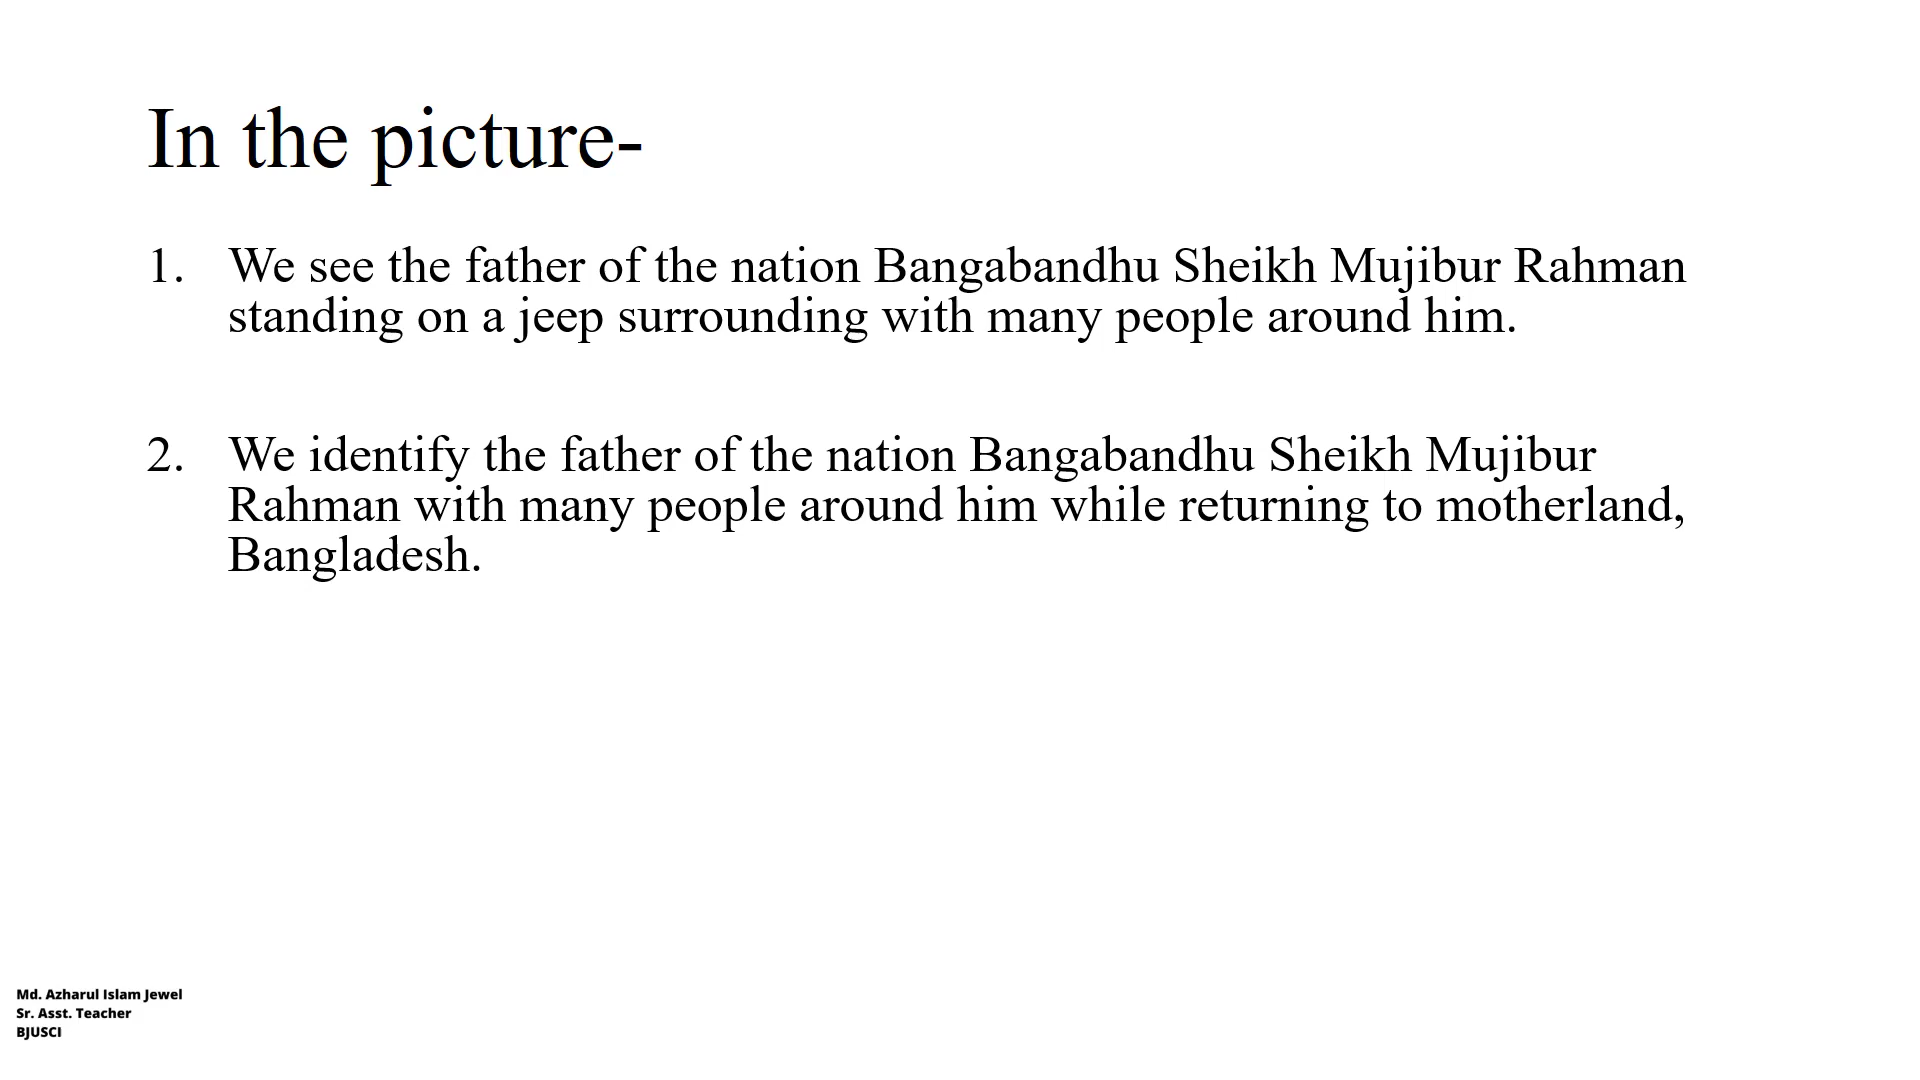 In the picture-
1. We see the father of the nation Bangabandhu Sheikh Mujibur Rahman
standing on a jeep surrounding with many people around him.
2. We identify the father of the nation Bangabandhu Sheikh Mujibur
Rahman with many people around him while returning to motherland,
Bangladesh.
Md. Azharul Islam Jewel
Sr. Asst. Teacher
BJUSCI